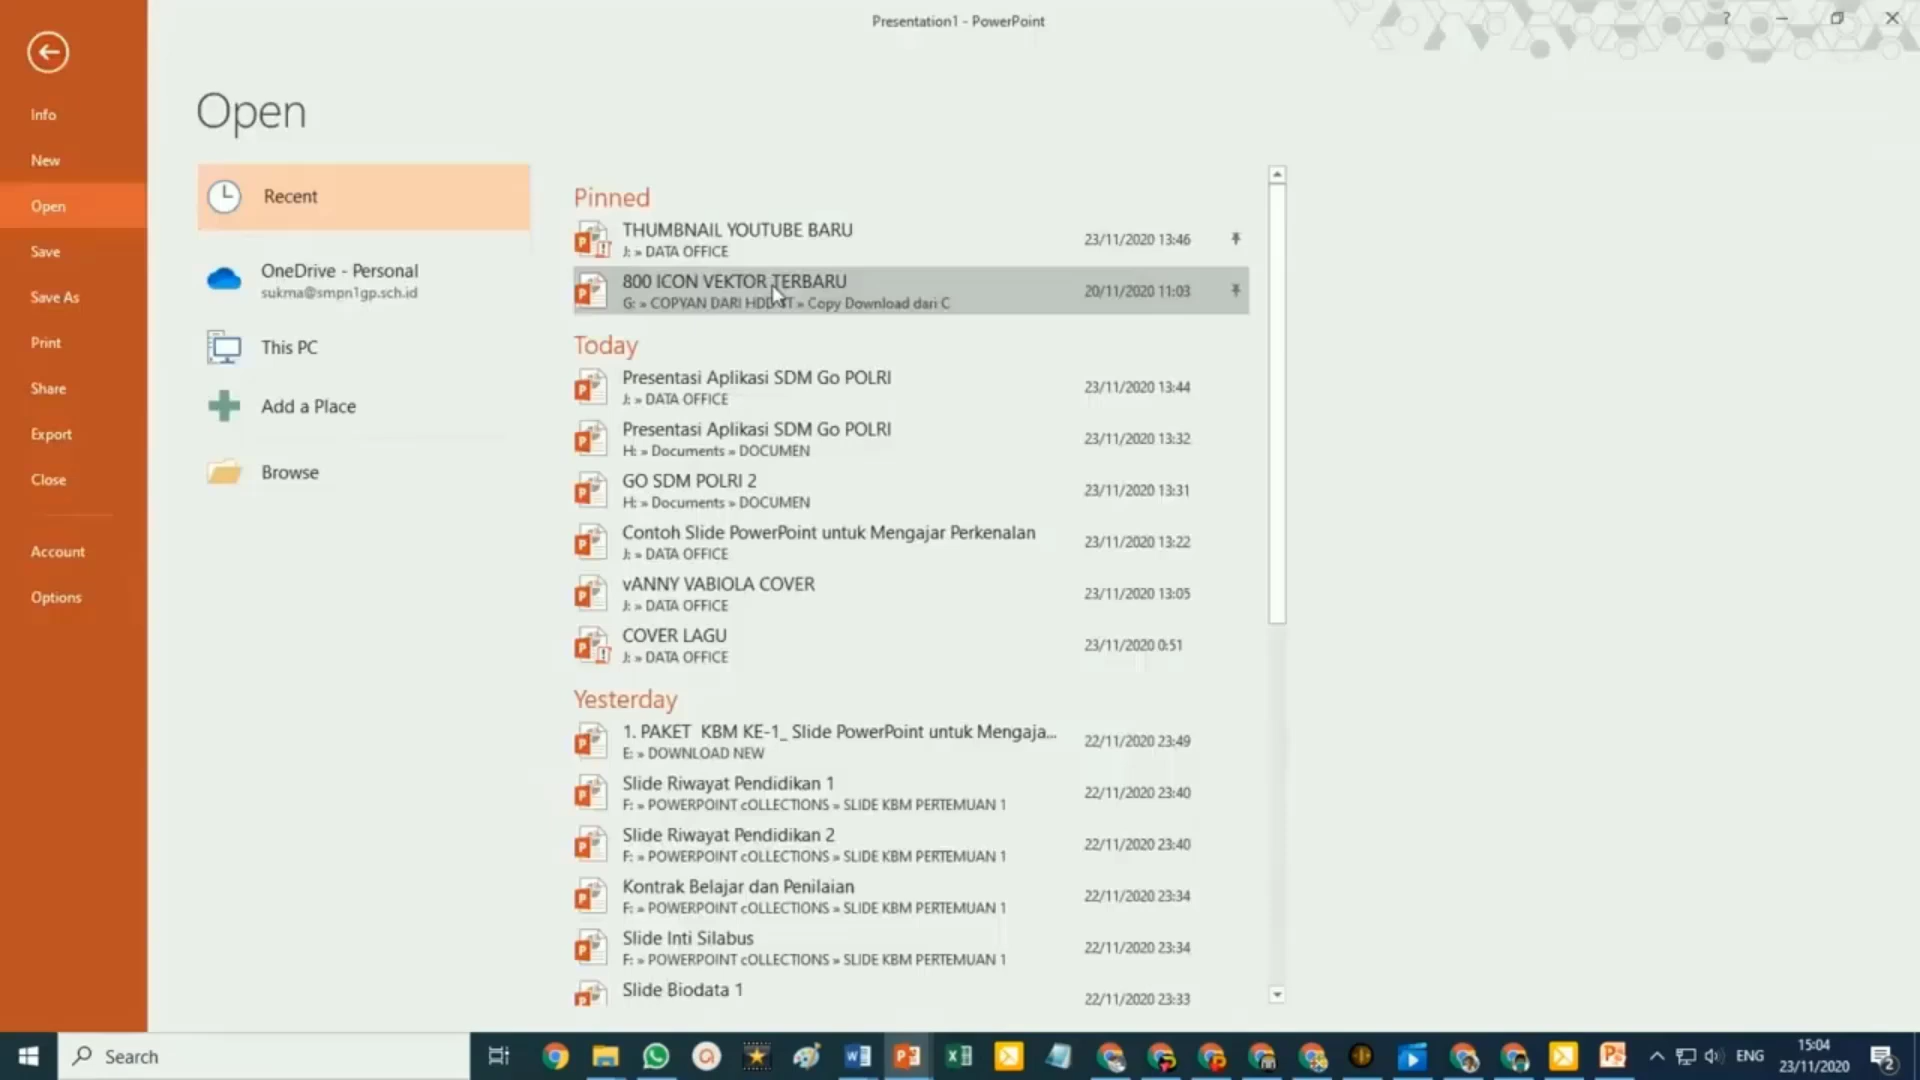 Presentation1 - PowerPoint
?
Info
New
Open
Save
Save As
Print
Share
Export
Close
Account
Options
Open
Recent
OneDrive - Personal
sukma@smpn1gp.sch.id
This PC
Add a Place
Browse
Pinned
THUMBNAIL YOUTUBE BARU
J: » DATA OFFICE
23/11/2020 13:46
800 ICON VEKTOR TERBARU
G: » COPYAN DARI HDD ST » Copy Download dari C
20/11/2020 11:03
Today
Presentasi Aplikasi SDM Go POLRI
J: » DATA OFFICE
23/11/2020 13:44
Presentasi Aplikasi SDM Go POLRI
H: » Documents » DOCUMEN
23/11/2020 13:32
GO SDM POLRI 2
H: » Documents » DOCUMEN
23/11/2020 13:31
Contoh Slide PowerPoint untuk Mengajar Perkenalan
J: » DATA OFFICE
23/11/2020 13:22
vANNY VABIOLA COVER
J: » DATA OFFICE
23/11/2020 13:05
COVER LAGU
J: » DATA OFFICE
23/11/2020 0:51
Yesterday
1. PAKET KBM KE-1_ Slide PowerPoint untuk Mengaja...
E: » DOWNLOAD NEW
22/11/2020 23:49
Slide Riwayat Pendidikan 1
F: » POWERPOINT cOLLECTIONS » SLIDE KBM PERTEMUAN 1
22/11/2020 23:40
Slide Riwayat Pendidikan 2
F: » POWERPOINT cOLLECTIONS » SLIDE KBM PERTEMUAN 1
22/11/2020 23:40
Kontrak Belajar dan Penilaian
F: » POWERPOINT cOLLECTIONS » SLIDE KBM PERTEMUAN 1
22/11/2020 23:34
Slide Inti Silabus
F: » POWERPOINT cOLLECTIONS » SLIDE KBM PERTEMUAN 1
22/11/2020 23:34
Slide Biodata 1
22/11/2020 23:33
Search
ENG
15:04
23/11/2020
2